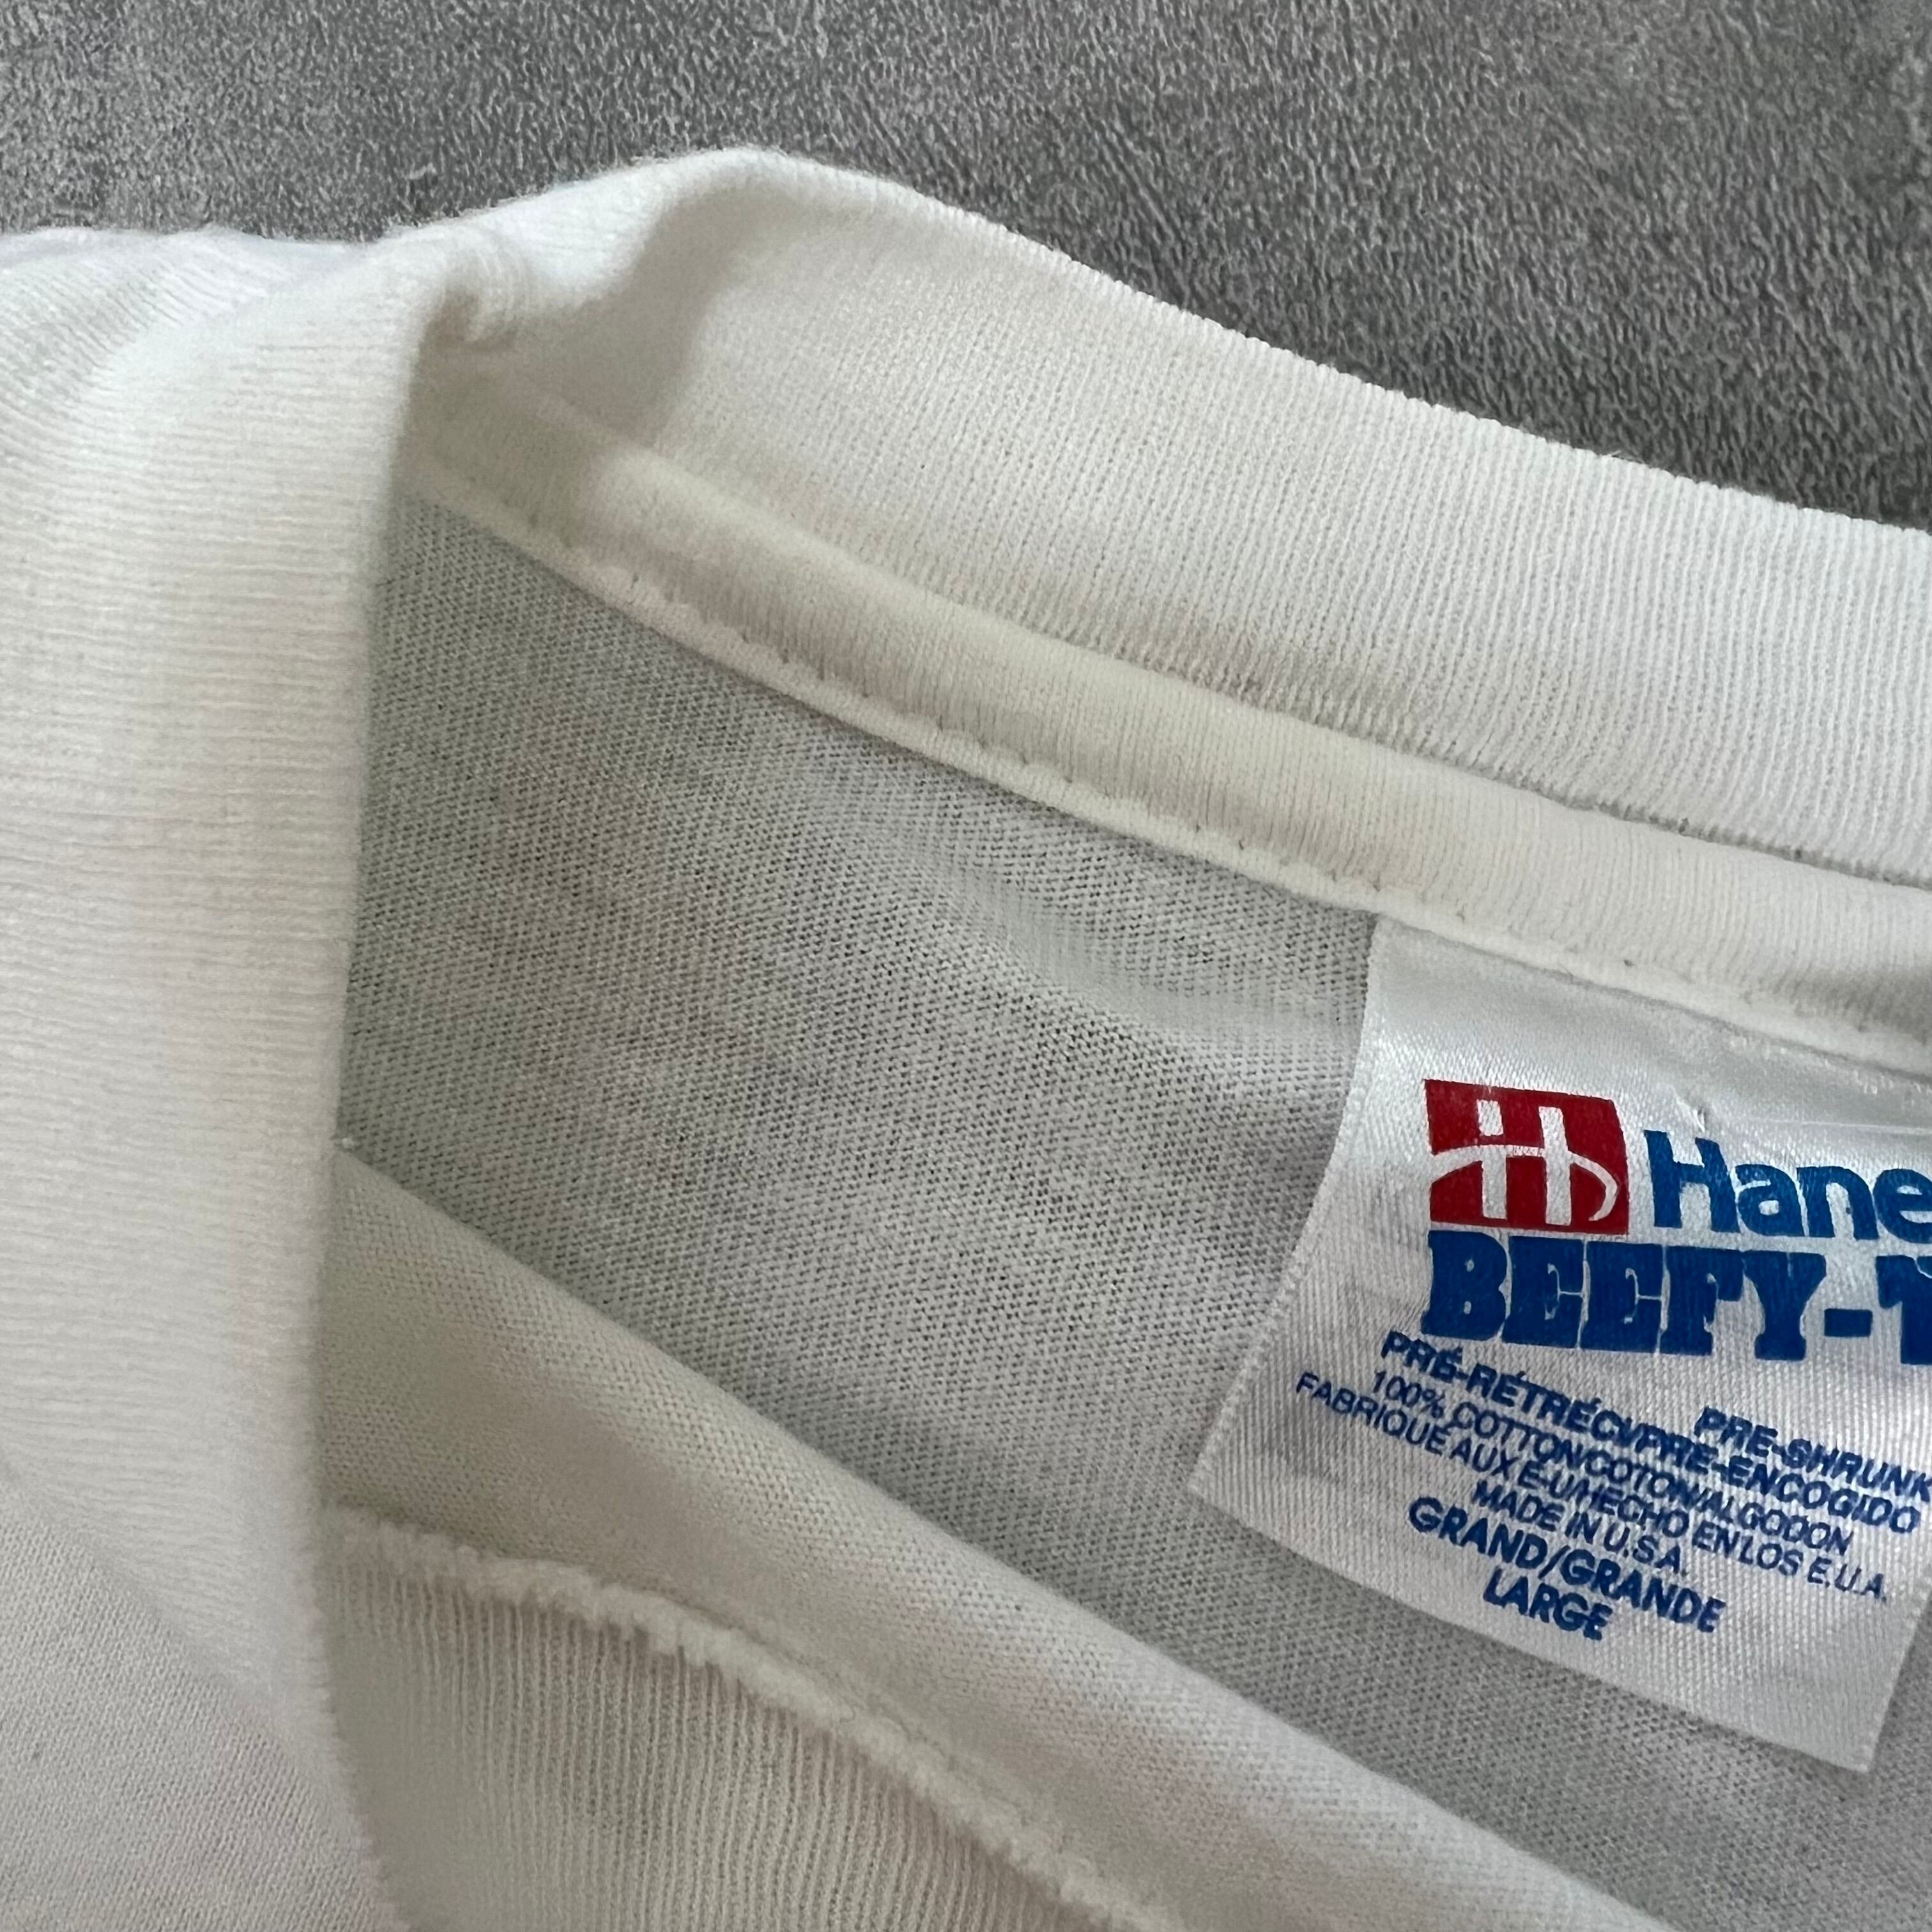 Hane
BEEFY-T
PRE-SHRUNK
PRÉ-RÉTRÉCI/PRE-ENCOGIDO
100% COTTON/COTON/ALGODON
FABRIQUÉ AUX É-U/HECHO EN LOS E.U.A.
MADE IN U.S.A.
GRAND/GRANDE
LARGE